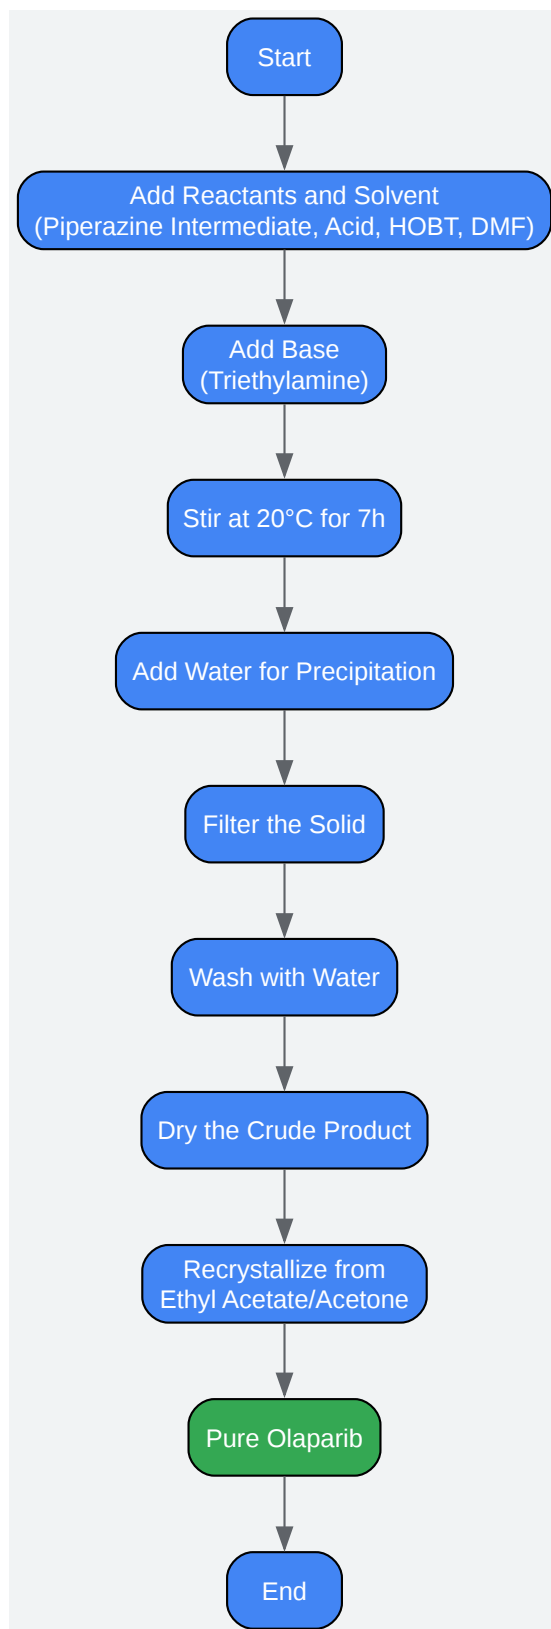 Start
Add Reactants and Solvent
(Piperazine Intermediate, Acid, HOBT, DMF)
Add Base
(Triethylamine)
Stir at 20°C for 7h
Add Water for Precipitation
Filter the Solid
Wash with Water
Dry the Crude Product
Recrystallize from
Ethyl Acetate/Acetone
Pure Olaparib
End